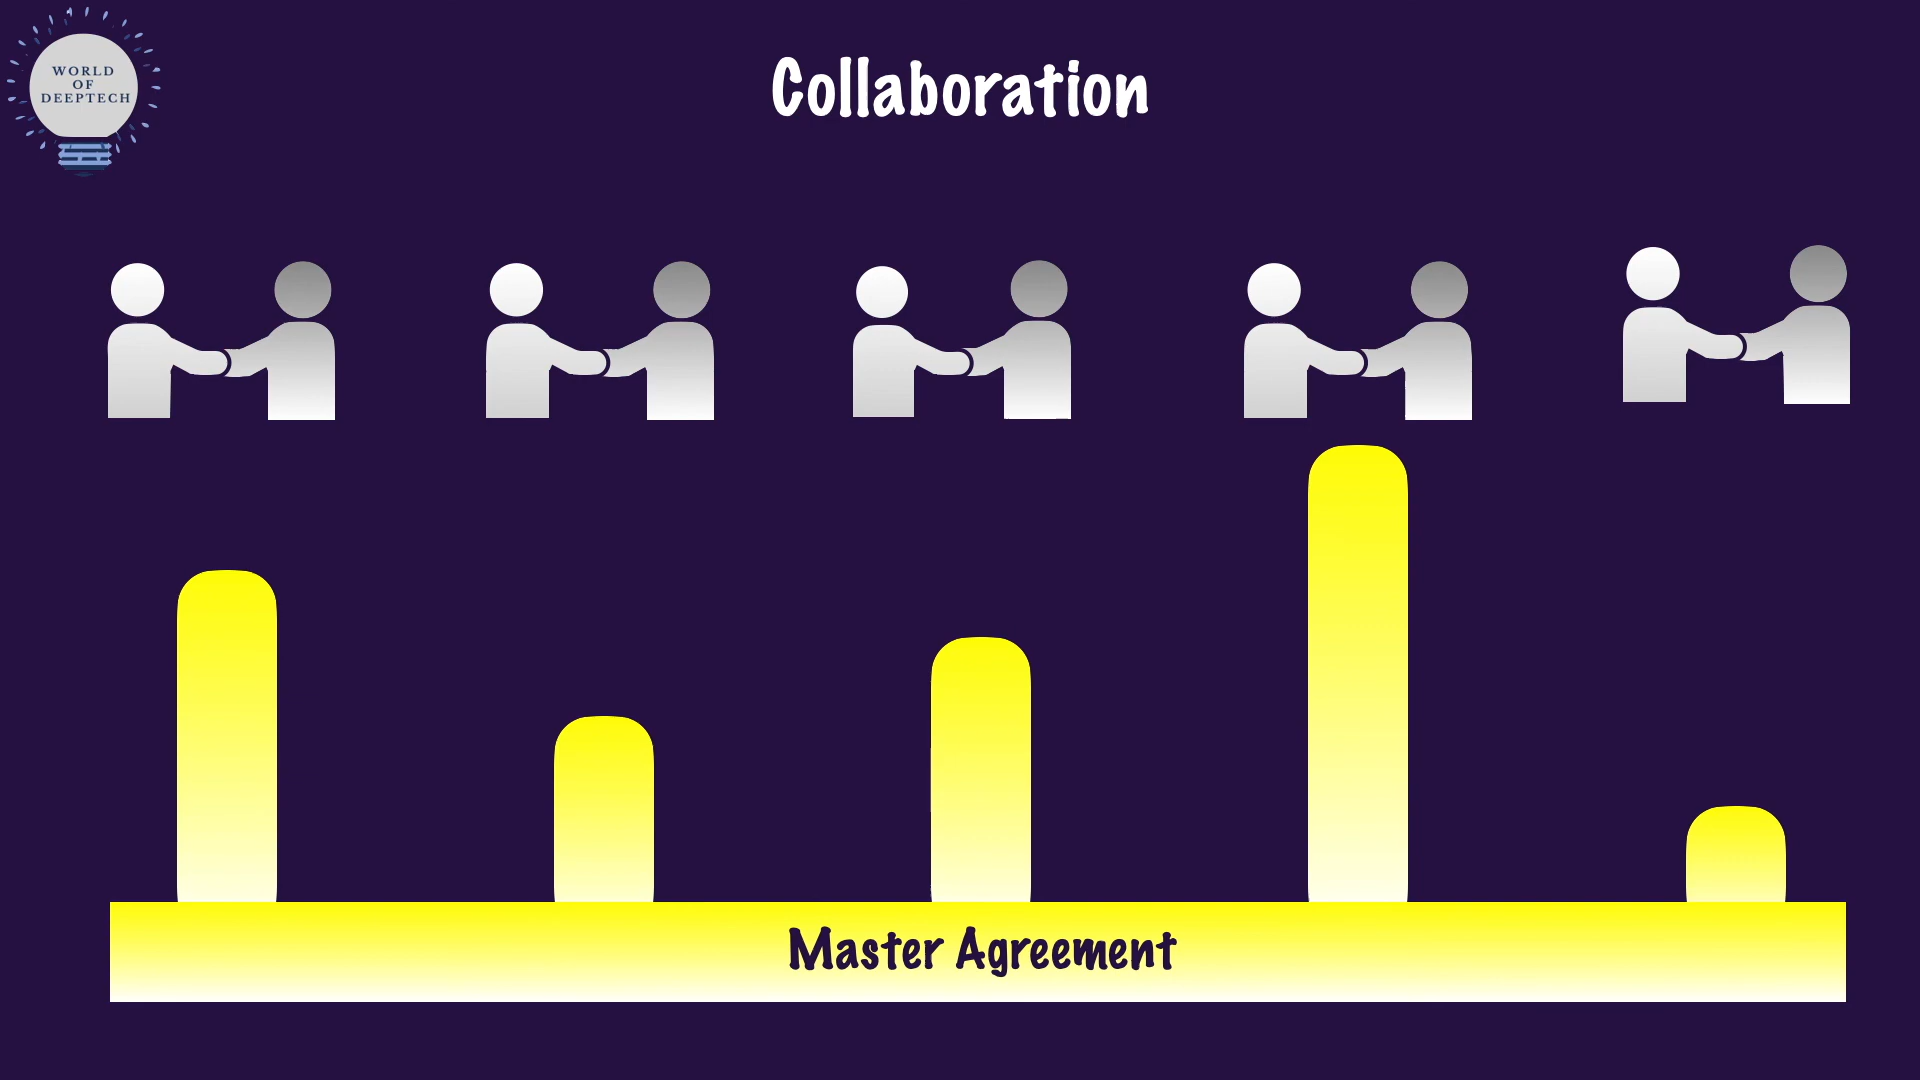 WORLD
OF
DEEPTECH
Collaboration
Master Agreement